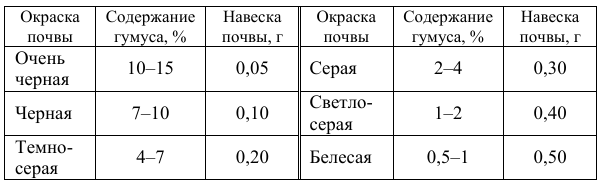 Окраска почвы | Содержание гумуса, % | Навеска почвы, г | Окраска почвы | Содержание гумуса, % | Навеска почвы, г
Очень черная | 10–15 | 0,05 | Серая | 2–4 | 0,30
Черная | 7–10 | 0,10 | Светло-серая | 1–2 | 0,40
Темно-серая | 4–7 | 0,20 | Белесая | 0,5–1 | 0,50